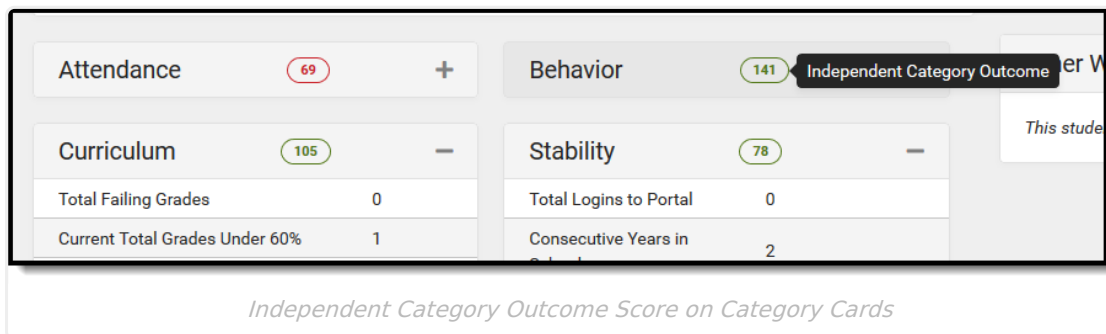 Attendance 69 +
Behavior 141 Independent Category Outcome er W
Curriculum 105 −
Stability 78 −
This stude
Total Failing Grades 0
Total Logins to Portal 0
Current Total Grades Under 60% 1
Consecutive Years in 2
Independent Category Outcome Score on Category Cards